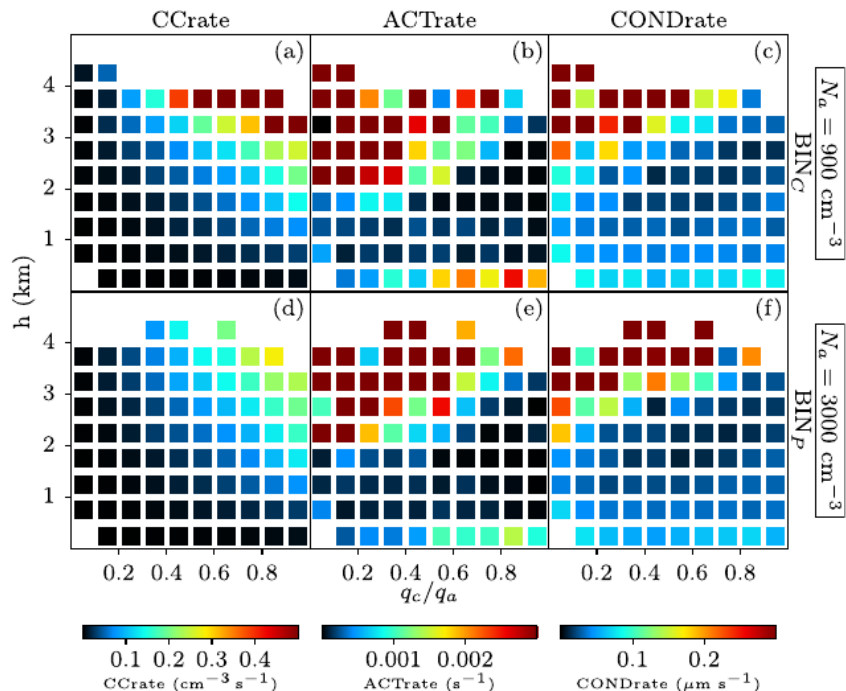 CCrate ACTrate CONDrate
(a) (b) (c)
4
3
2
1
N_a = 900 cm⁻³
BIN_C
h (km)
(d) (e) (f)
4
3
2
1
N_a = 3000 cm⁻³
BIN_P
0.2 0.4 0.6 0.8 0.2 0.4 0.6 0.8 0.2 0.4 0.6 0.8
q_c/q_a
0.1 0.2 0.3 0.4 0.001 0.002 0.1 0.2
CCrate (cm⁻³ s⁻¹) ACTrate (s⁻¹) CONDrate (μm s⁻¹)